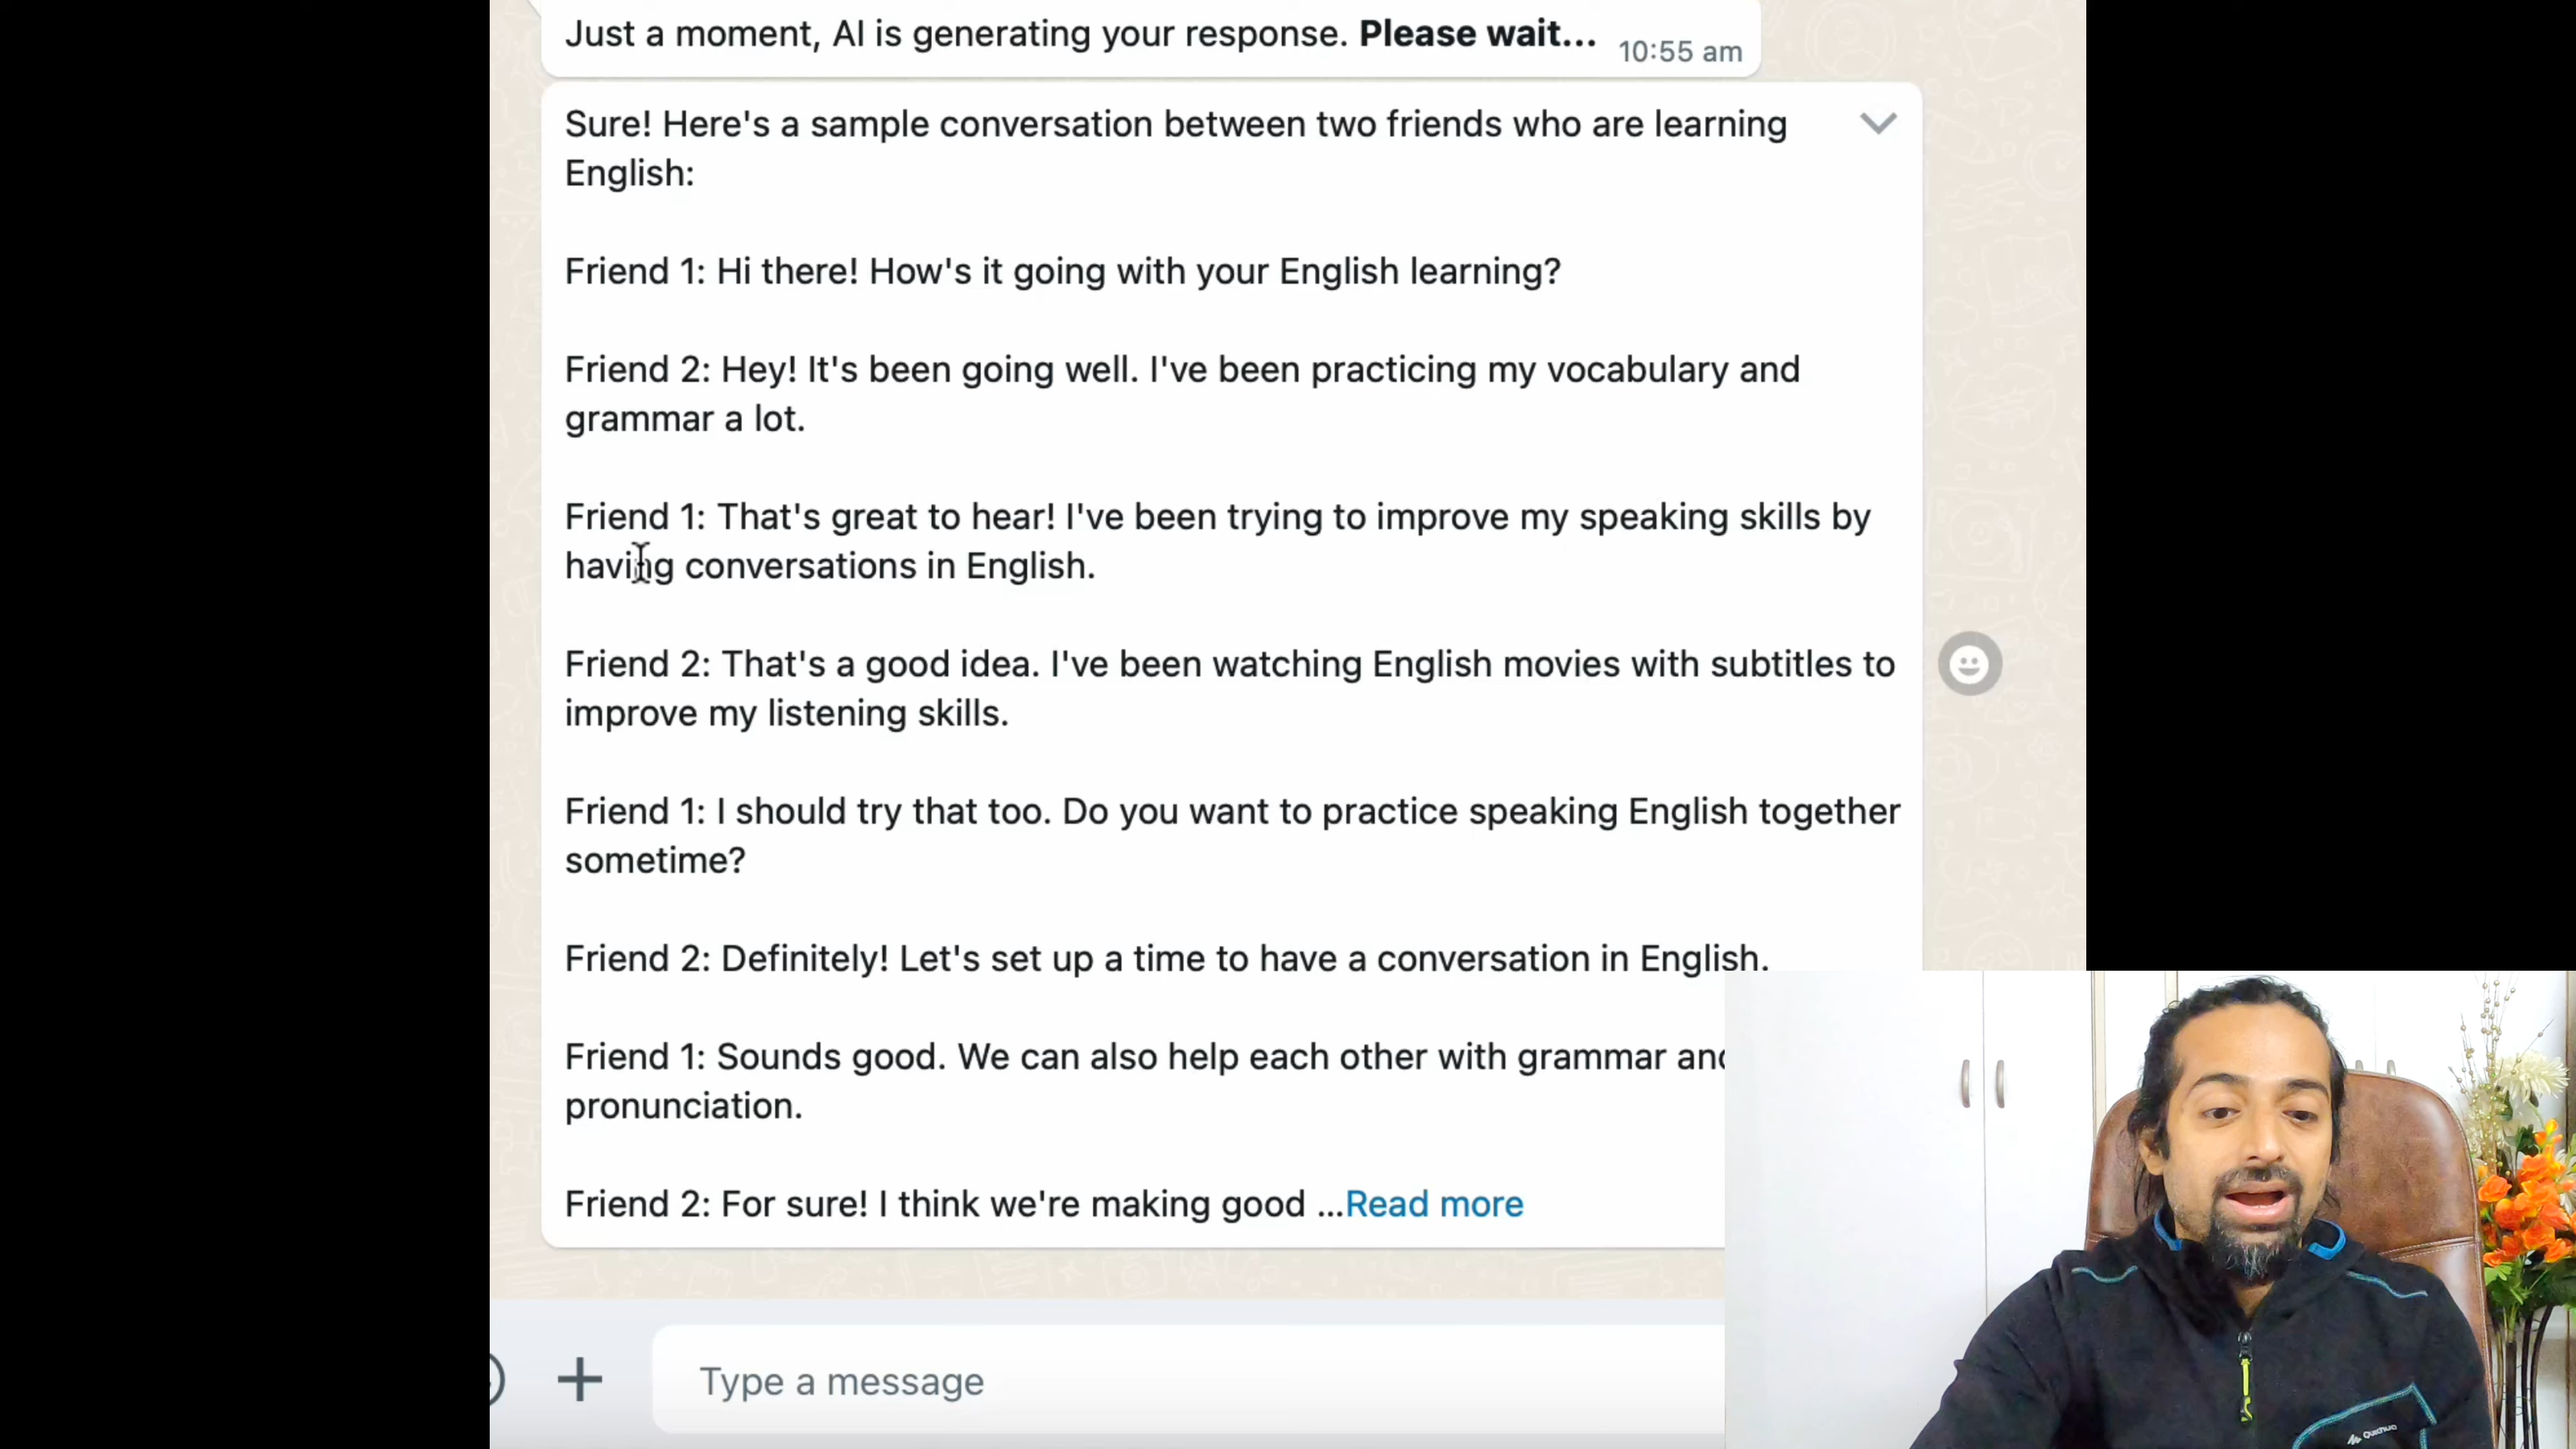 Just a moment, AI is generating your response. Please wait...
10:55 am
Sure! Here's a sample conversation between two friends who are learning
English:
Friend 1: Hi there! How's it going with your English learning?
Friend 2: Hey! It's been going well. I've been practicing my vocabulary and
grammar a lot.
Friend 1: That's great to hear! I've been trying to improve my speaking skills by
having conversations in English.
Friend 2: That's a good idea. I've been watching English movies with subtitles to
improve my listening skills.
Friend 1: I should try that too. Do you want to practice speaking English together
sometime?
Friend 2: Definitely! Let's set up a time to have a conversation in English.
Friend 1: Sounds good. We can also help each other with grammar and
pronunciation.
Friend 2: For sure! I think we're making good ...Read more
Type a message
Quechua